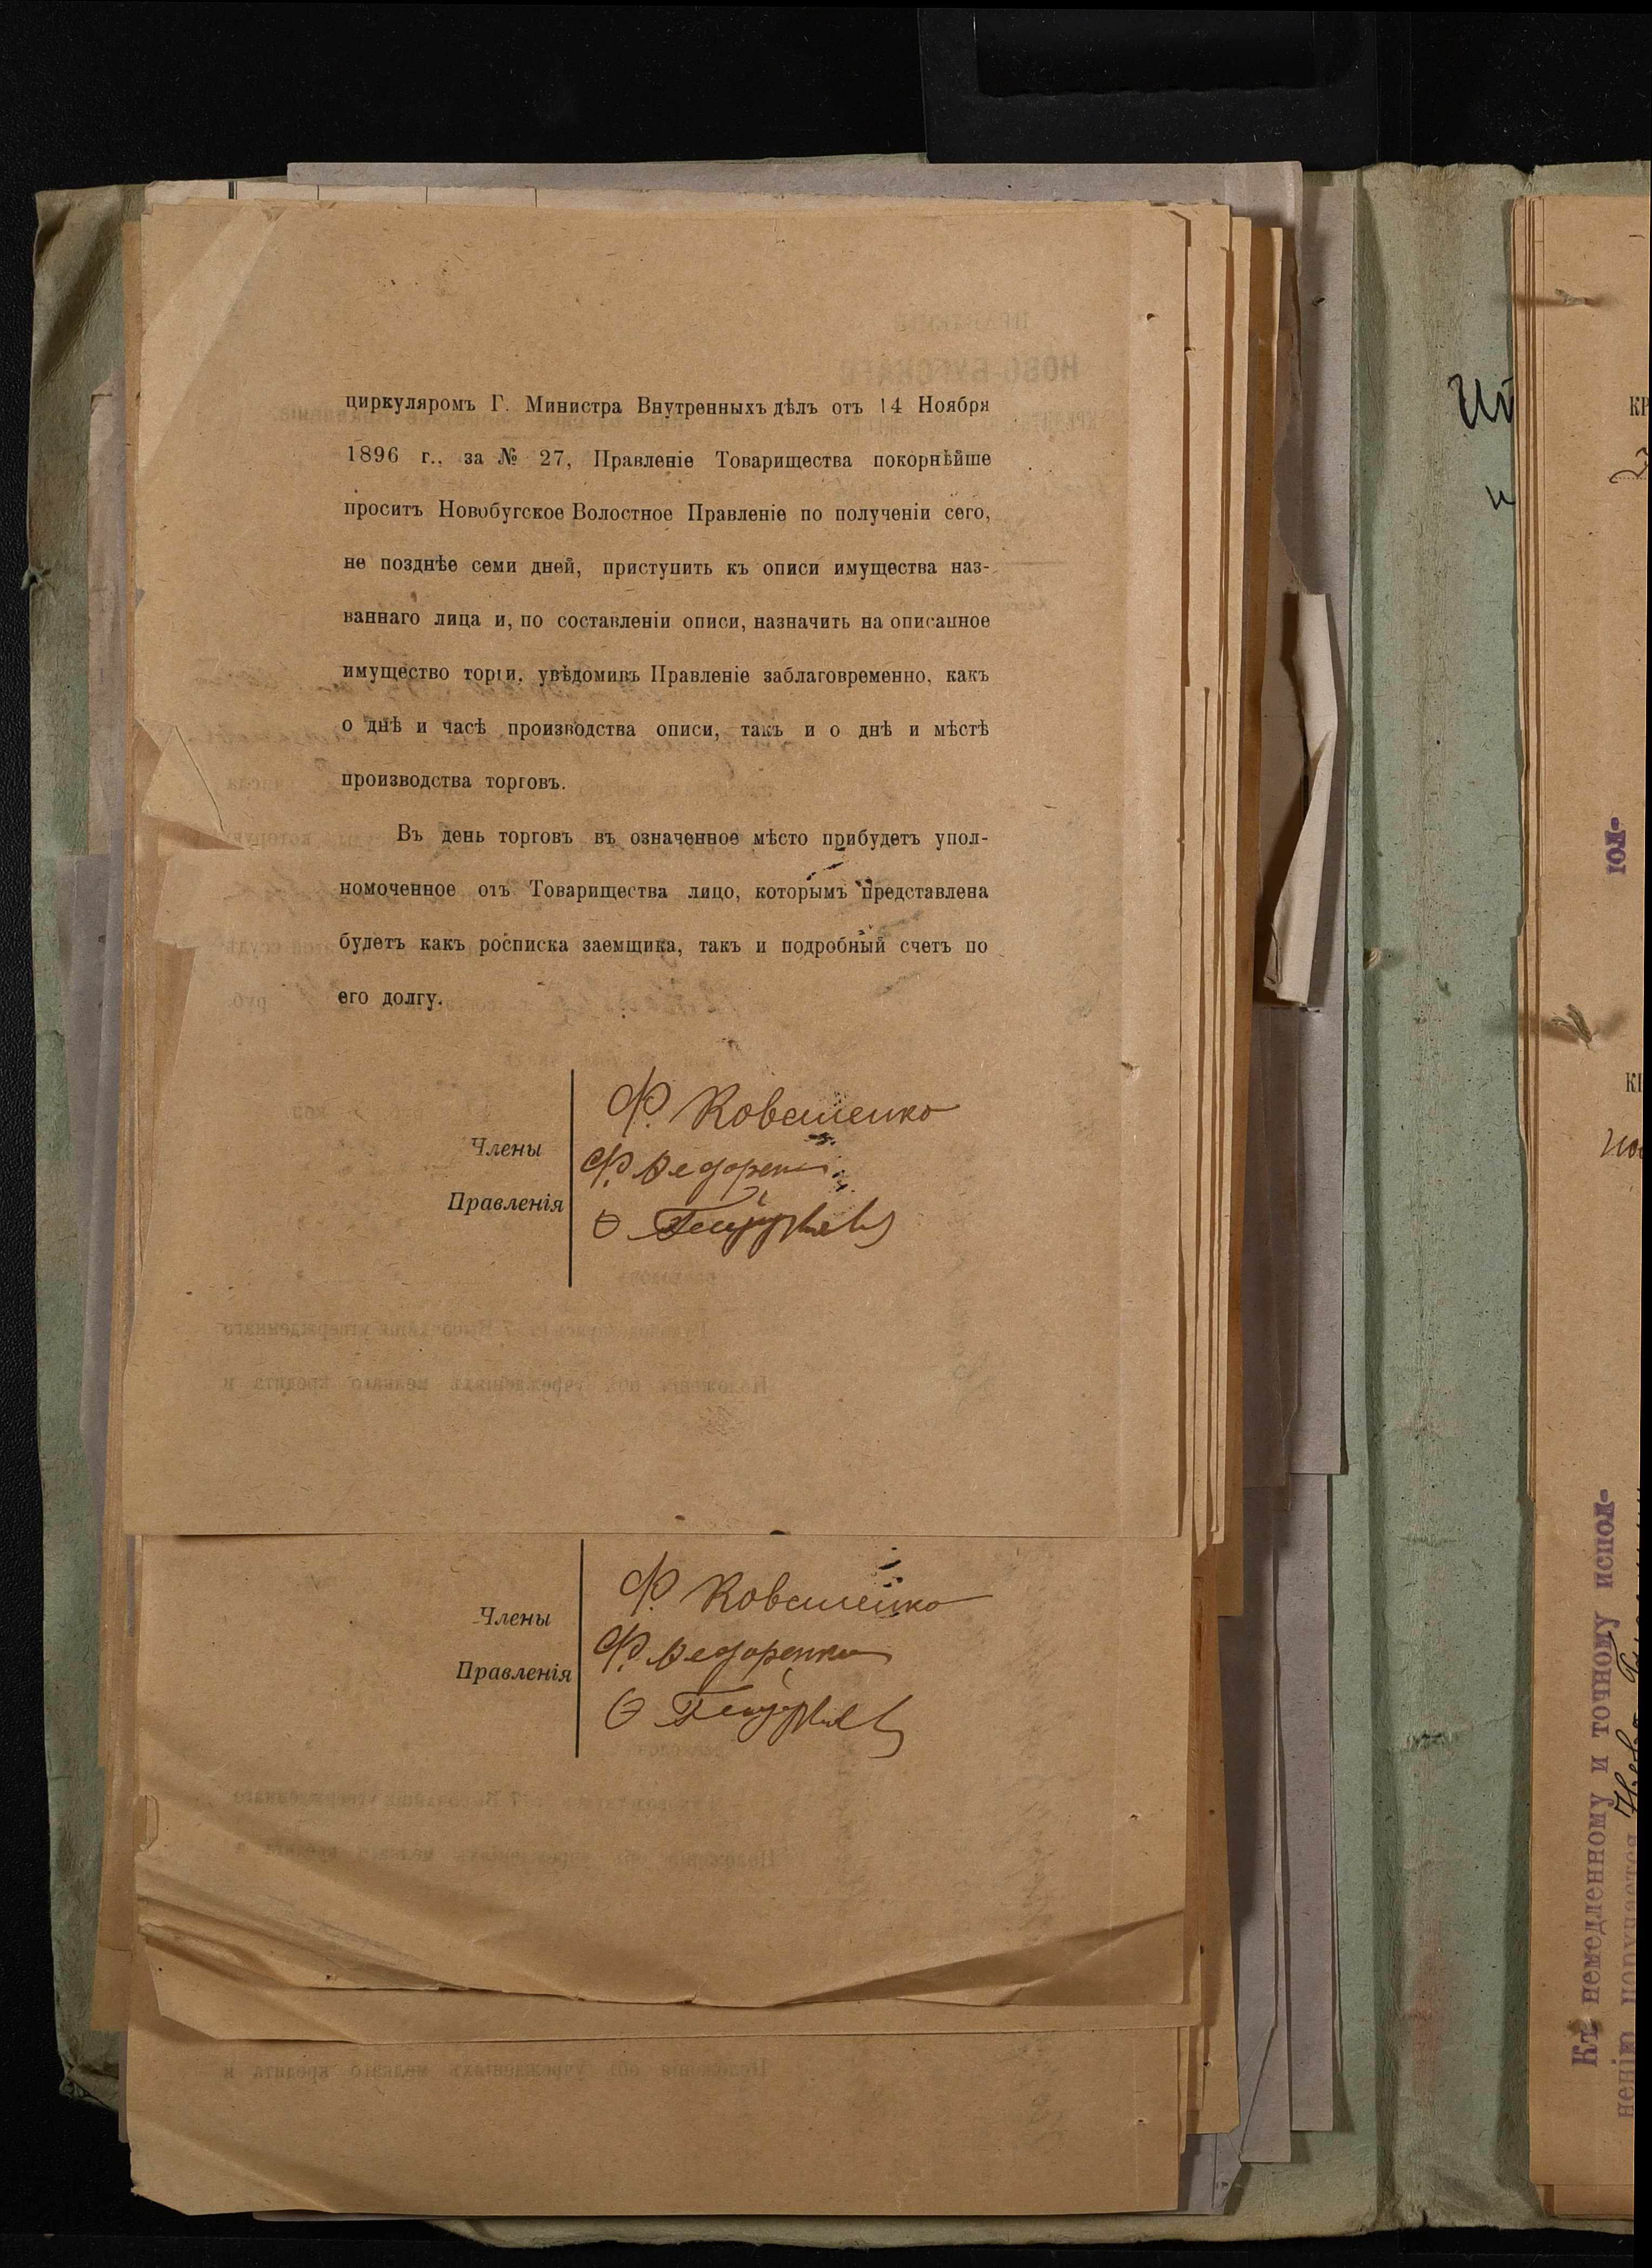 циркуляромъ Г. Министра Внутренныхъ дѣлъ отъ 14 Ноября
1896 г., за № 27, Правленіе Товарищества покорнѣйше
проситъ Новобугское Волостное Правленіе по полученіи сего,
не позднѣе семи дней, приступить къ описи имущества наз-
ваннаго лица и, по составленіи описи, назначить на описанное
имущество торги, увѣдомивъ Правленіе заблаговременно, какъ
о днѣ и часѣ производства описи, такъ и о днѣ и мѣстѣ
производства торговъ.
Въ день торговъ въ означенное мѣсто прибудетъ упол-
номоченное отъ Товарищества лицо, которымъ представлена
будетъ какъ росписка заемщика, такъ и подробный счетъ по
его долгу.
Члены
Правленія
Ф. Коваленко
Ф. Федоренко
Члены
Правленія
Ф. Коваленко
Ф. Федоренко
Къ немедленному и точному испол-